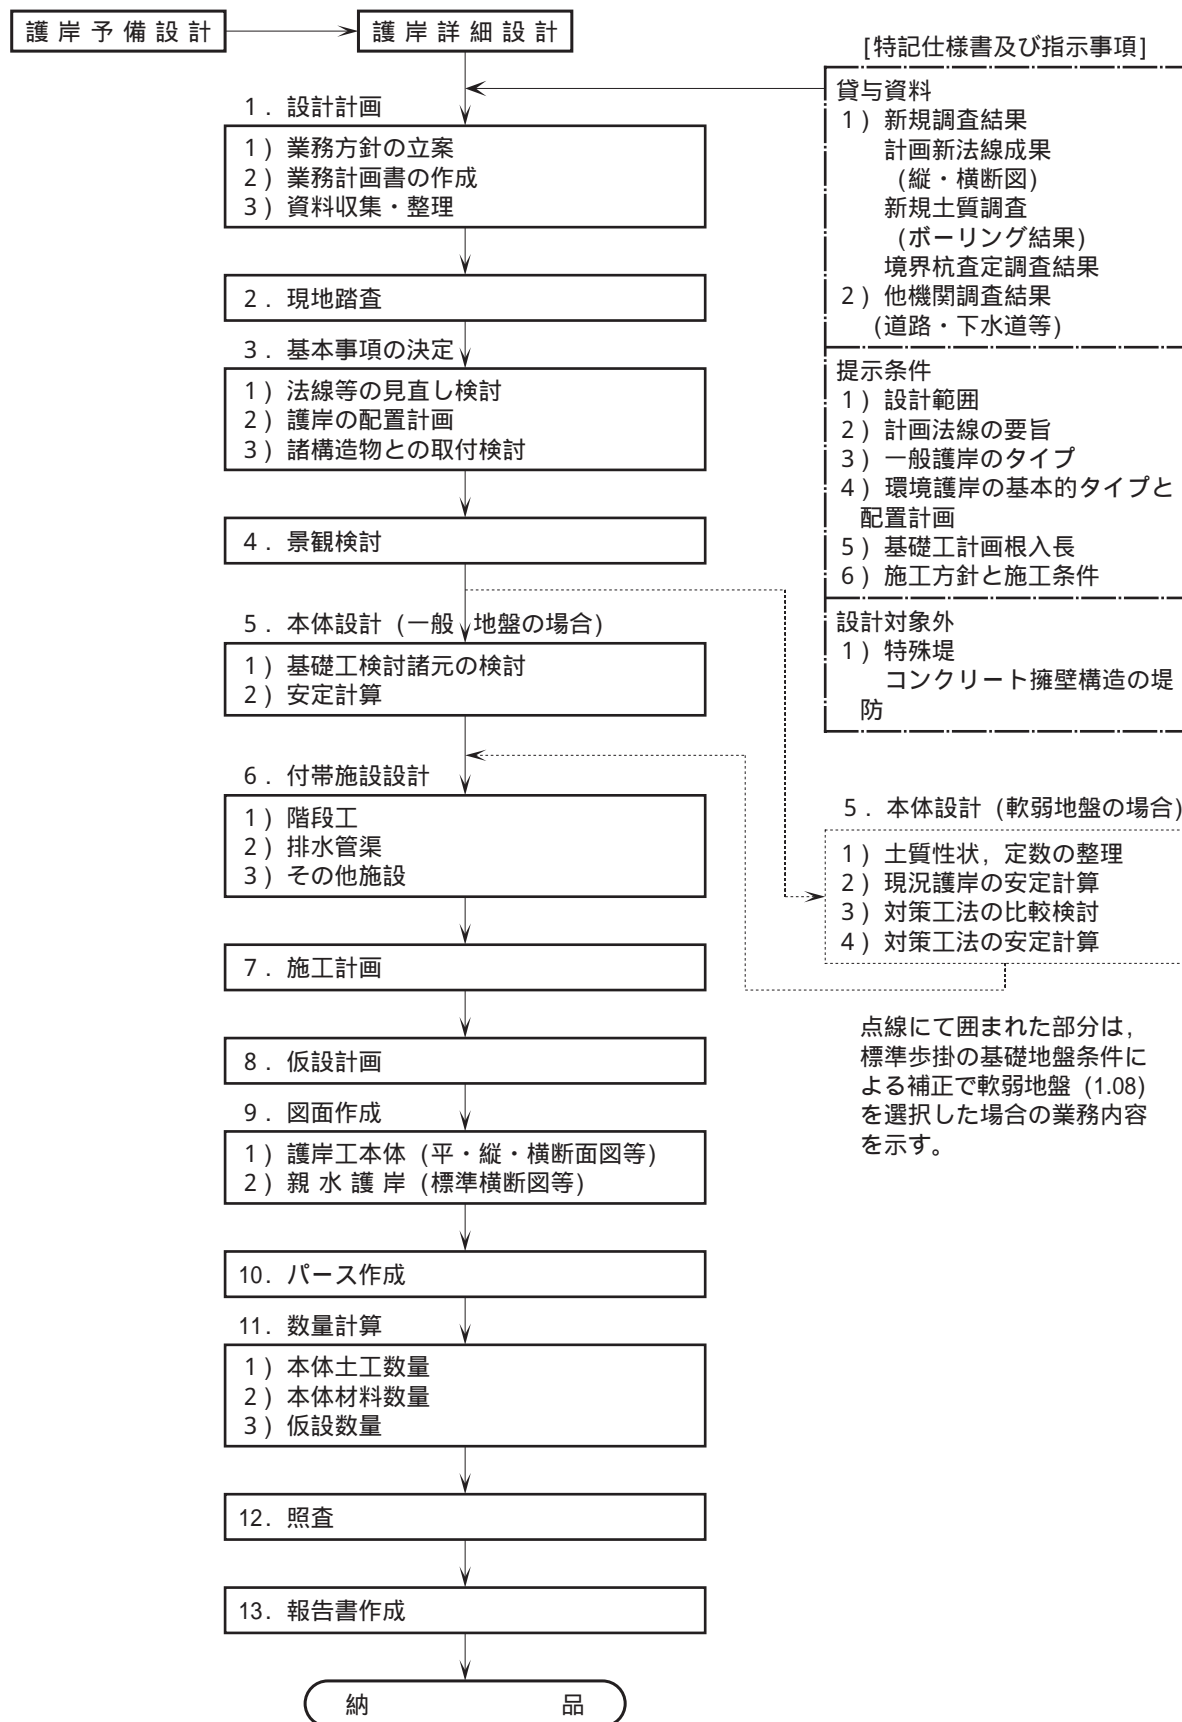 護岸予備設計
護岸詳細設計
[特記仕様書及び指示事項]
貸与資料
1) 新規調査結果
計画新法線成果
(縦・横断図)
新規土質調査
(ボーリング結果)
境界杭査定調査結果
2) 他機関調査結果
(道路・下水道等)
提示条件
1) 設計範囲
2) 計画法線の要旨
3) 一般護岸のタイプ
4) 環境護岸の基本的タイプと
配置計画
5) 基礎工計画根入長
6) 施工方針と施工条件
設計対象外
1) 特殊堤
コンクリート擁壁構造の堤
防
1. 設計計画
1) 業務方針の立案
2) 業務計画書の作成
3) 資料収集・整理
2. 現地踏査
3. 基本事項の決定
1) 法線等の見直し検討
2) 護岸の配置計画
3) 諸構造物との取付検討
4. 景観検討
5. 本体設計 (一般 地盤の場合)
1) 基礎工検討諸元の検討
2) 安定計算
5. 本体設計 (軟弱地盤の場合)
1) 土質性状, 定数の整理
2) 現況護岸の安定計算
3) 対策工法の比較検討
4) 対策工法の安定計算
点線にて囲まれた部分は,
標準歩掛の基礎地盤条件に
よる補正で軟弱地盤 (1.08)
を選択した場合の業務内容
を示す。
6. 付帯施設設計
1) 階段工
2) 排水管渠
3) その他施設
7. 施工計画
8. 仮設計画
9. 図面作成
1) 護岸工本体 (平・縦・横断面図等)
2) 親水護岸 (標準横断図等)
10. パース作成
11. 数量計算
1) 本体土工数量
2) 本体材料数量
3) 仮設数量
12. 照査
13. 報告書作成
納品